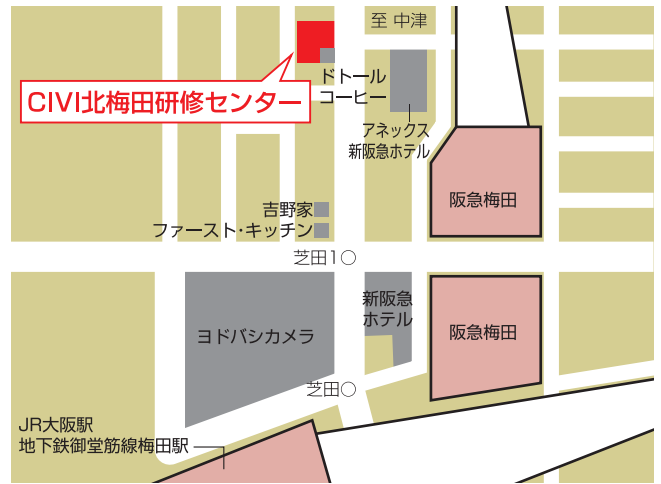 至 中津
ドトール
コーヒー
CIVI北梅田研修センター
アネックス
新阪急ホテル
阪急梅田
吉野家
ファースト・キッチン
芝田1〇
新阪急
ホテル
ヨドバシカメラ
阪急梅田
芝田〇
JR大阪駅
地下鉄御堂筋線梅田駅